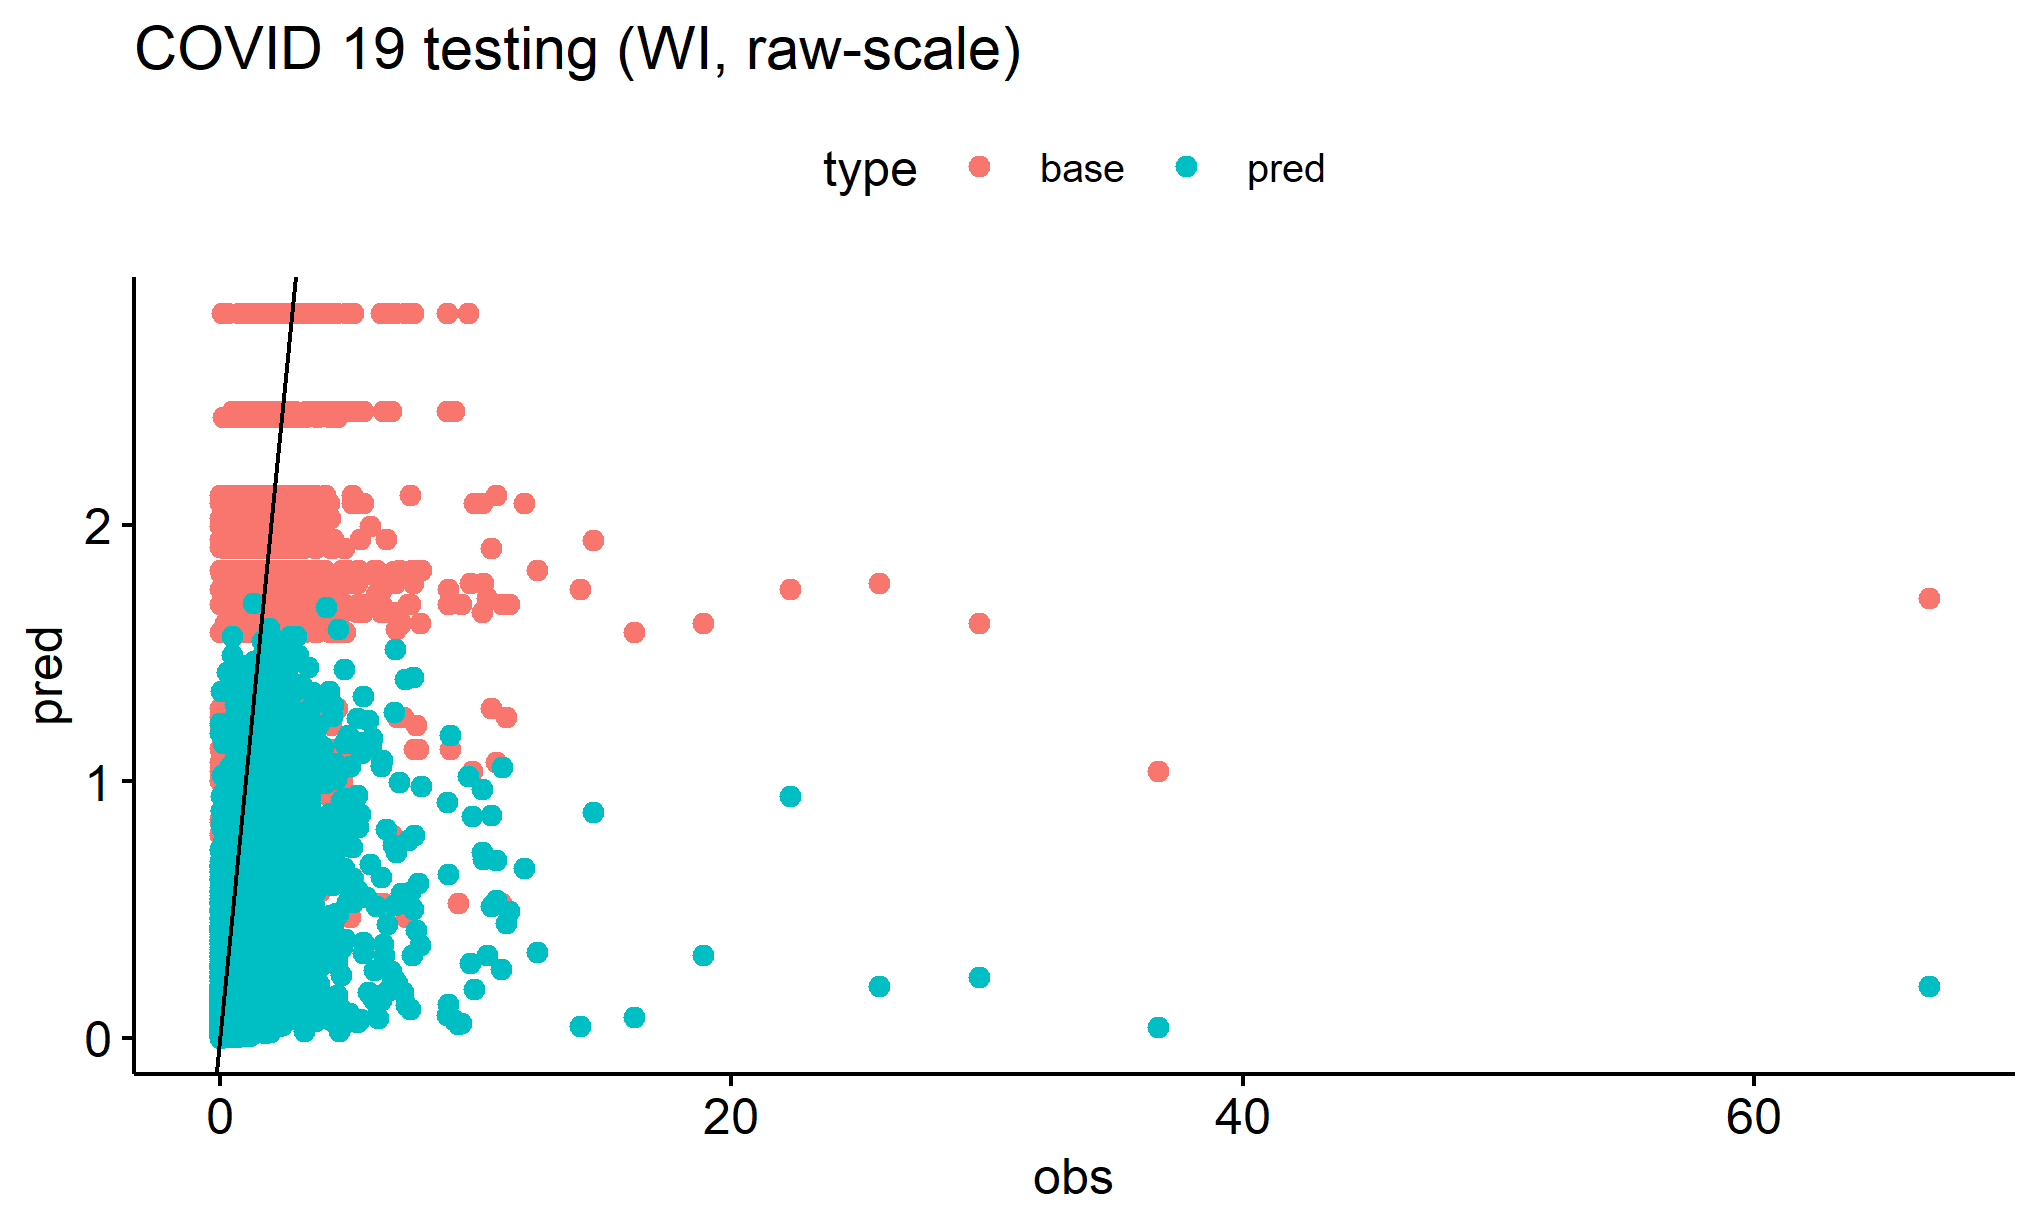 COVID 19 testing (WI, raw-scale)
type base pred
2
1
0
pred
0 20 40 60
obs